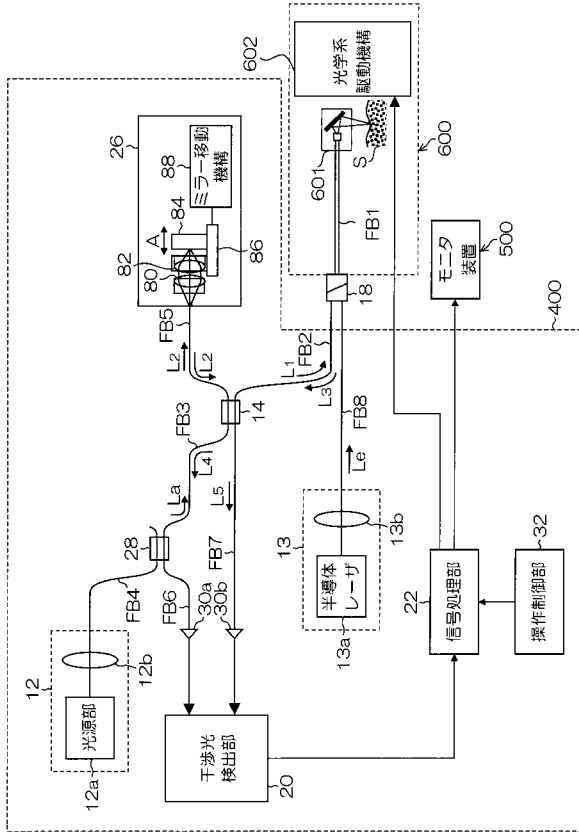 602
光学系
駆動機構
601
S
600
FB1
26
88
ミラー移動
機構
84
A
82
80
86
FB5
18
モニタ
装置
500
400
L2
L2
FB2
L1
L3
14
FB3
FB8
L4
L5
Le
La
28
FB7
13
13b
半導体
レーザ
13a
FB4
FB6
30a
30b
12
12b
光源部
12a
干渉光
検出部
20
22
信号処理部
32
操作制御部